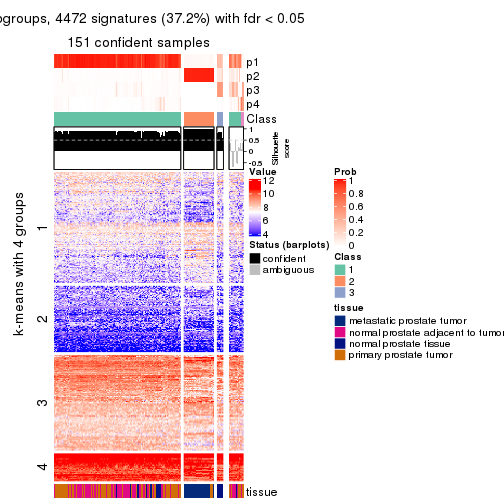 ogroups, 4472 signatures (37.2%) with fdr < 0.05
151 confident samples
p1
p2
p3
p4
Class
1
0.5
0
-0.5
Silhouette
score
k-means with 4 groups
1
2
3
4
tissue
Value
12
10
8
6
4
Status (barplots)
confident
ambiguous
Prob
1
0.8
0.6
0.4
0.2
0
Class
1
2
3
tissue
metastatic prostate tumor
normal prostate adjacent to tumor
normal prostate tissue
primary prostate tumor